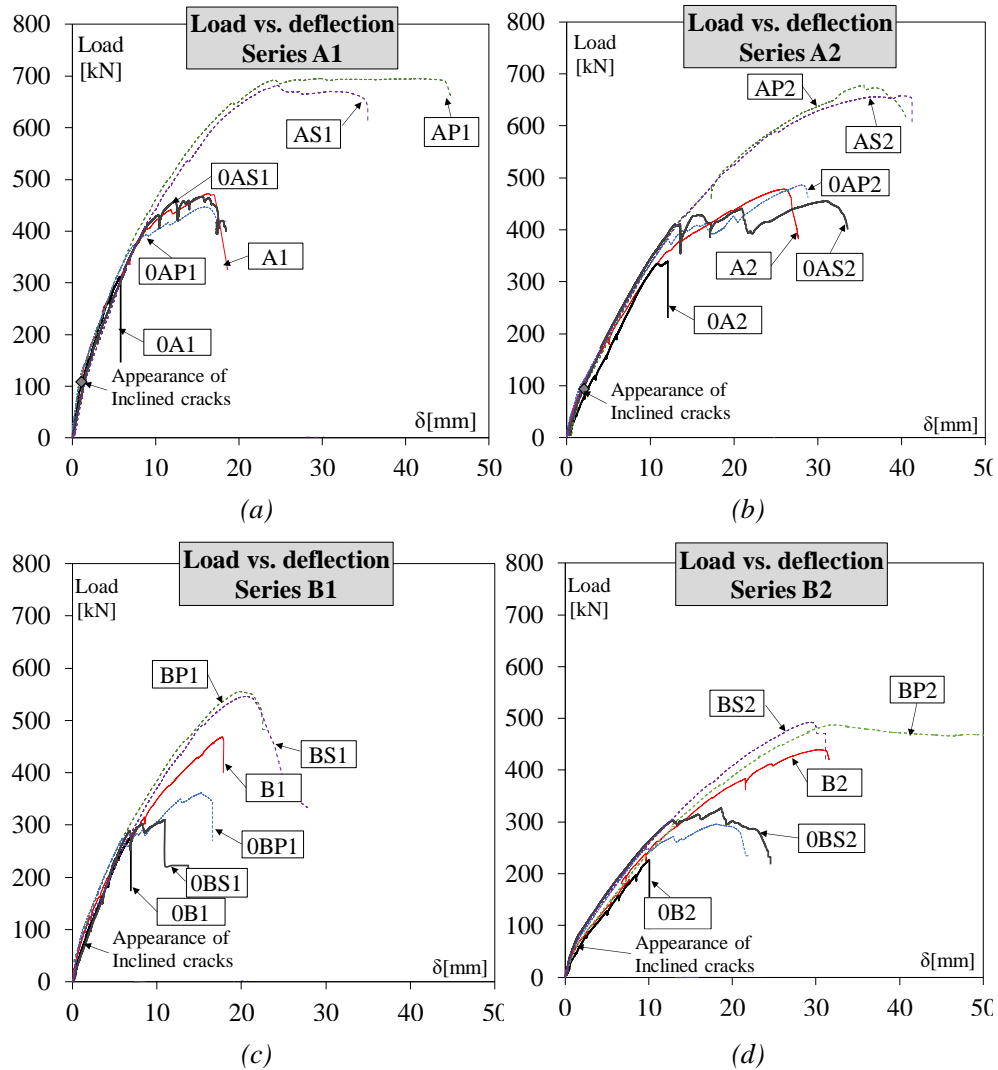 Load vs. deflection
Series A1
Load
[kN]
800
700
600
500
400
300
200
100
0
0
10
20
30
40
50
δ[mm]
AS1
AP1
0AS1
0AP1
A1
0A1
Appearance of
Inclined cracks
(a)
Load vs. deflection
Series A2
Load
[kN]
800
700
600
500
400
300
200
100
0
0
10
20
30
40
50
δ[mm]
AP2
AS2
0AP2
A2
0AS2
0A2
Appearance of
Inclined cracks
(b)
Load vs. deflection
Series B1
Load
[kN]
800
700
600
500
400
300
200
100
0
0
10
20
30
40
50
δ[mm]
BP1
BS1
B1
0BP1
0BS1
0B1
Appearance of
Inclined cracks
(c)
Load vs. deflection
Series B2
Load
[kN]
800
700
600
500
400
300
200
100
0
0
10
20
30
40
50
δ[mm]
BS2
BP2
B2
0BS2
0B2
Appearance of
Inclined cracks
(d)